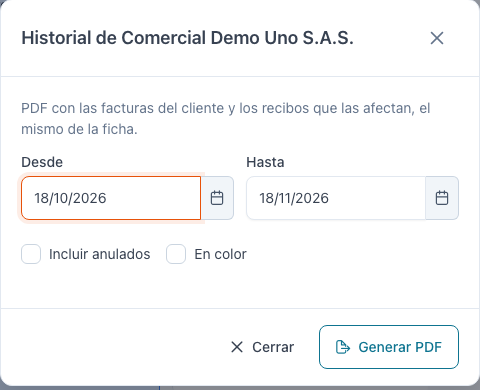 Historial de Comercial Demo Uno S.A.S.
PDF con las facturas del cliente y los recibos que las afectan, el
mismo de la ficha.
Desde
Hasta
18/10/2026
18/11/2026
Incluir anulados
En color
Cerrar
Generar PDF